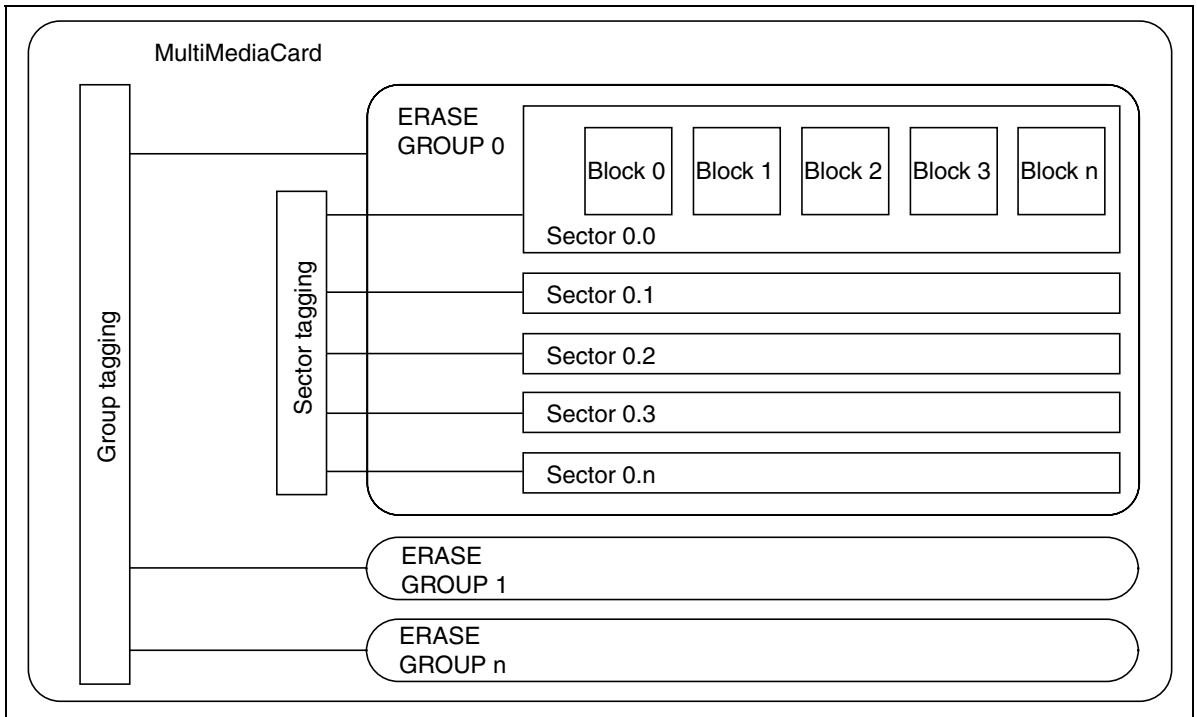 MultiMediaCard
Group tagging
Sector tagging
ERASE
GROUP 0
Block 0
Block 1
Block 2
Block 3
Block n
Sector 0.0
Sector 0.1
Sector 0.2
Sector 0.3
Sector 0.n
ERASE
GROUP 1
ERASE
GROUP n